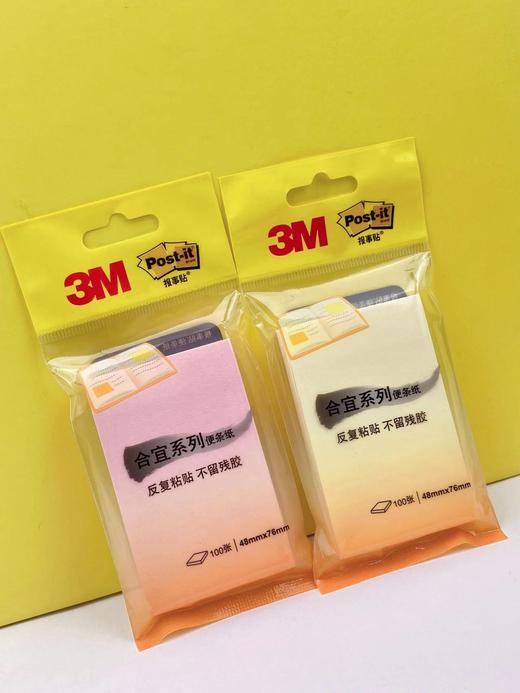 3M
Post-it
BRAND
报事贴®
合宜系列便条纸
反复粘贴 不留残胶
100张 48mmx76mm
3M
Post-it
BRAND
报事贴®
合宜系列便条纸
反复粘贴 不留残胶
100张 48mmx76mm